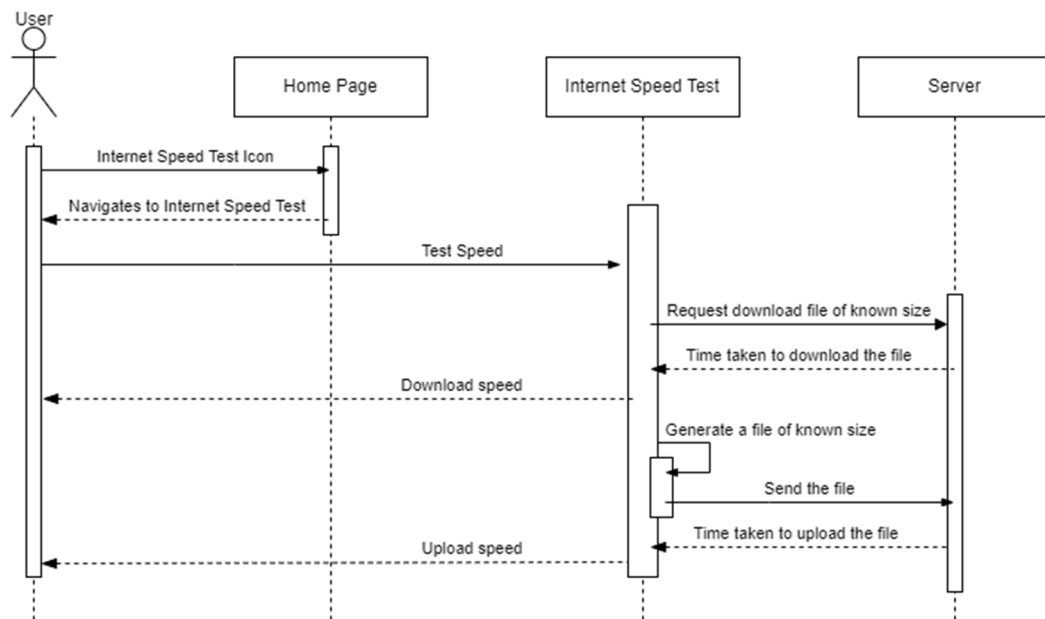 User
Home Page
Internet Speed Test
Server
Internet Speed Test Icon
Navigates to Internet Speed Test
Test Speed
Request download file of known size
Time taken to download the file
Download speed
Generate a file of known size
Send the file
Time taken to upload the file
Upload speed